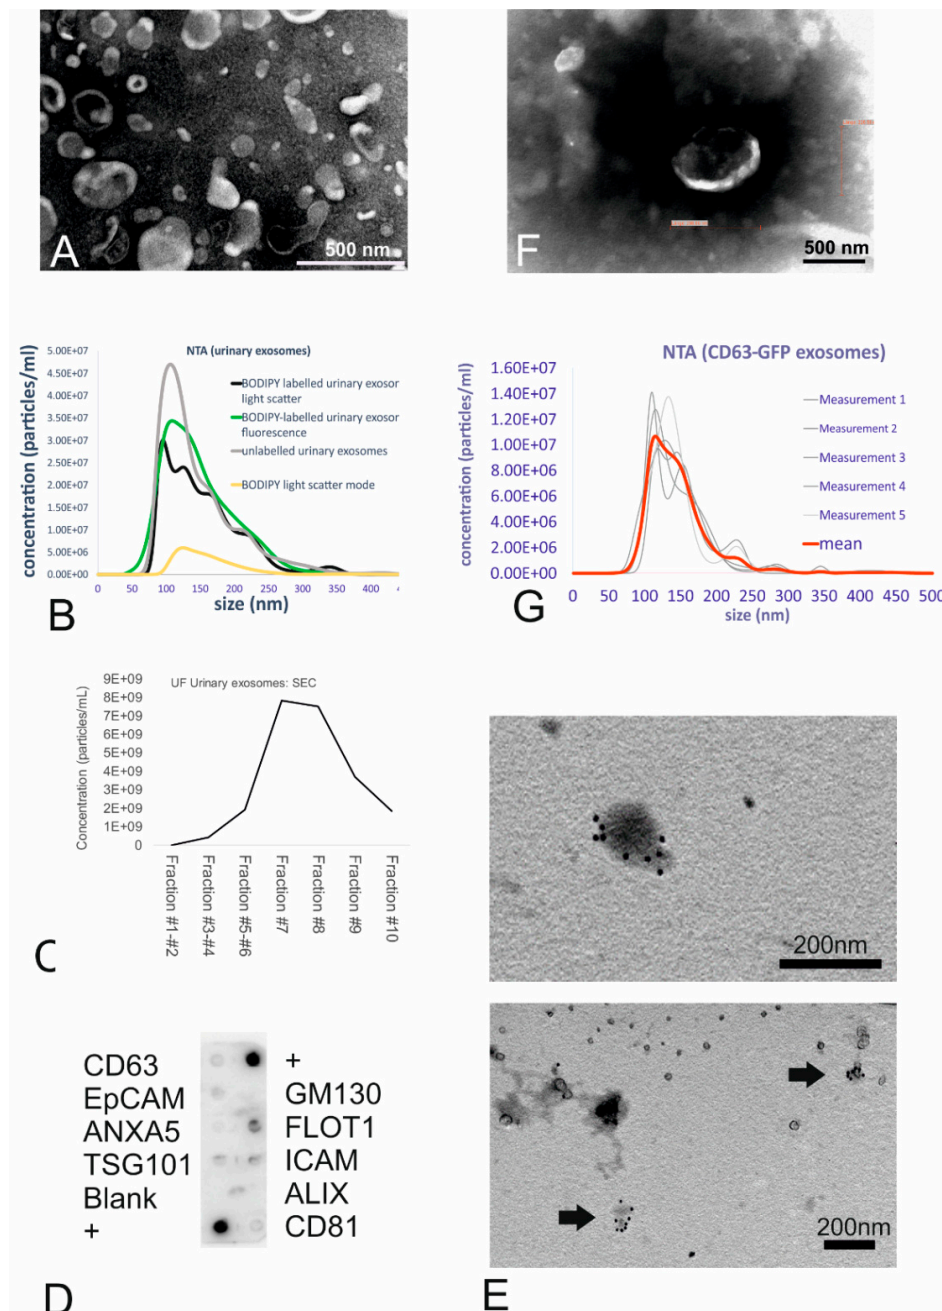 A
500 nm
F
500 nm
NTA (urinary exosomes)
concentration (particles/ml)
5.00E+07
4.50E+07
4.00E+07
3.50E+07
3.00E+07
2.50E+07
2.00E+07
1.50E+07
1.00E+07
5.00E+06
0.00E+00
0 50 100 150 200 250 300 350 400
size (nm)
BODIPY labelled urinary exosor
light scatter
BODIPY-labelled urinary exosor
fluorescence
unlabelled urinary exosomes
BODIPY light scatter mode
B
NTA (CD63-GFP exosomes)
concentration (particles/ml)
1.60E+07
1.40E+07
1.20E+07
1.00E+07
8.00E+06
6.00E+06
4.00E+06
2.00E+06
0.00E+00
0 50 100 150 200 250 300 350 400 450 500
size (nm)
Measurement 1
Measurement 2
Measurement 3
Measurement 4
Measurement 5
mean
G
UF Urinary exosomes: SEC
Concentration (particles/mL)
9E+09
8E+09
7E+09
6E+09
5E+09
4E+09
3E+09
2E+09
1E+09
0
Fraction #1-#2
Fraction #3-#4
Fraction #5-#6
Fraction #7
Fraction #8
Fraction #9
Fraction #10
C
200nm
CD63
EpCAM
ANXA5
TSG101
Blank
+
+
GM130
FLOT1
ICAM
ALIX
CD81
D
200nm
E